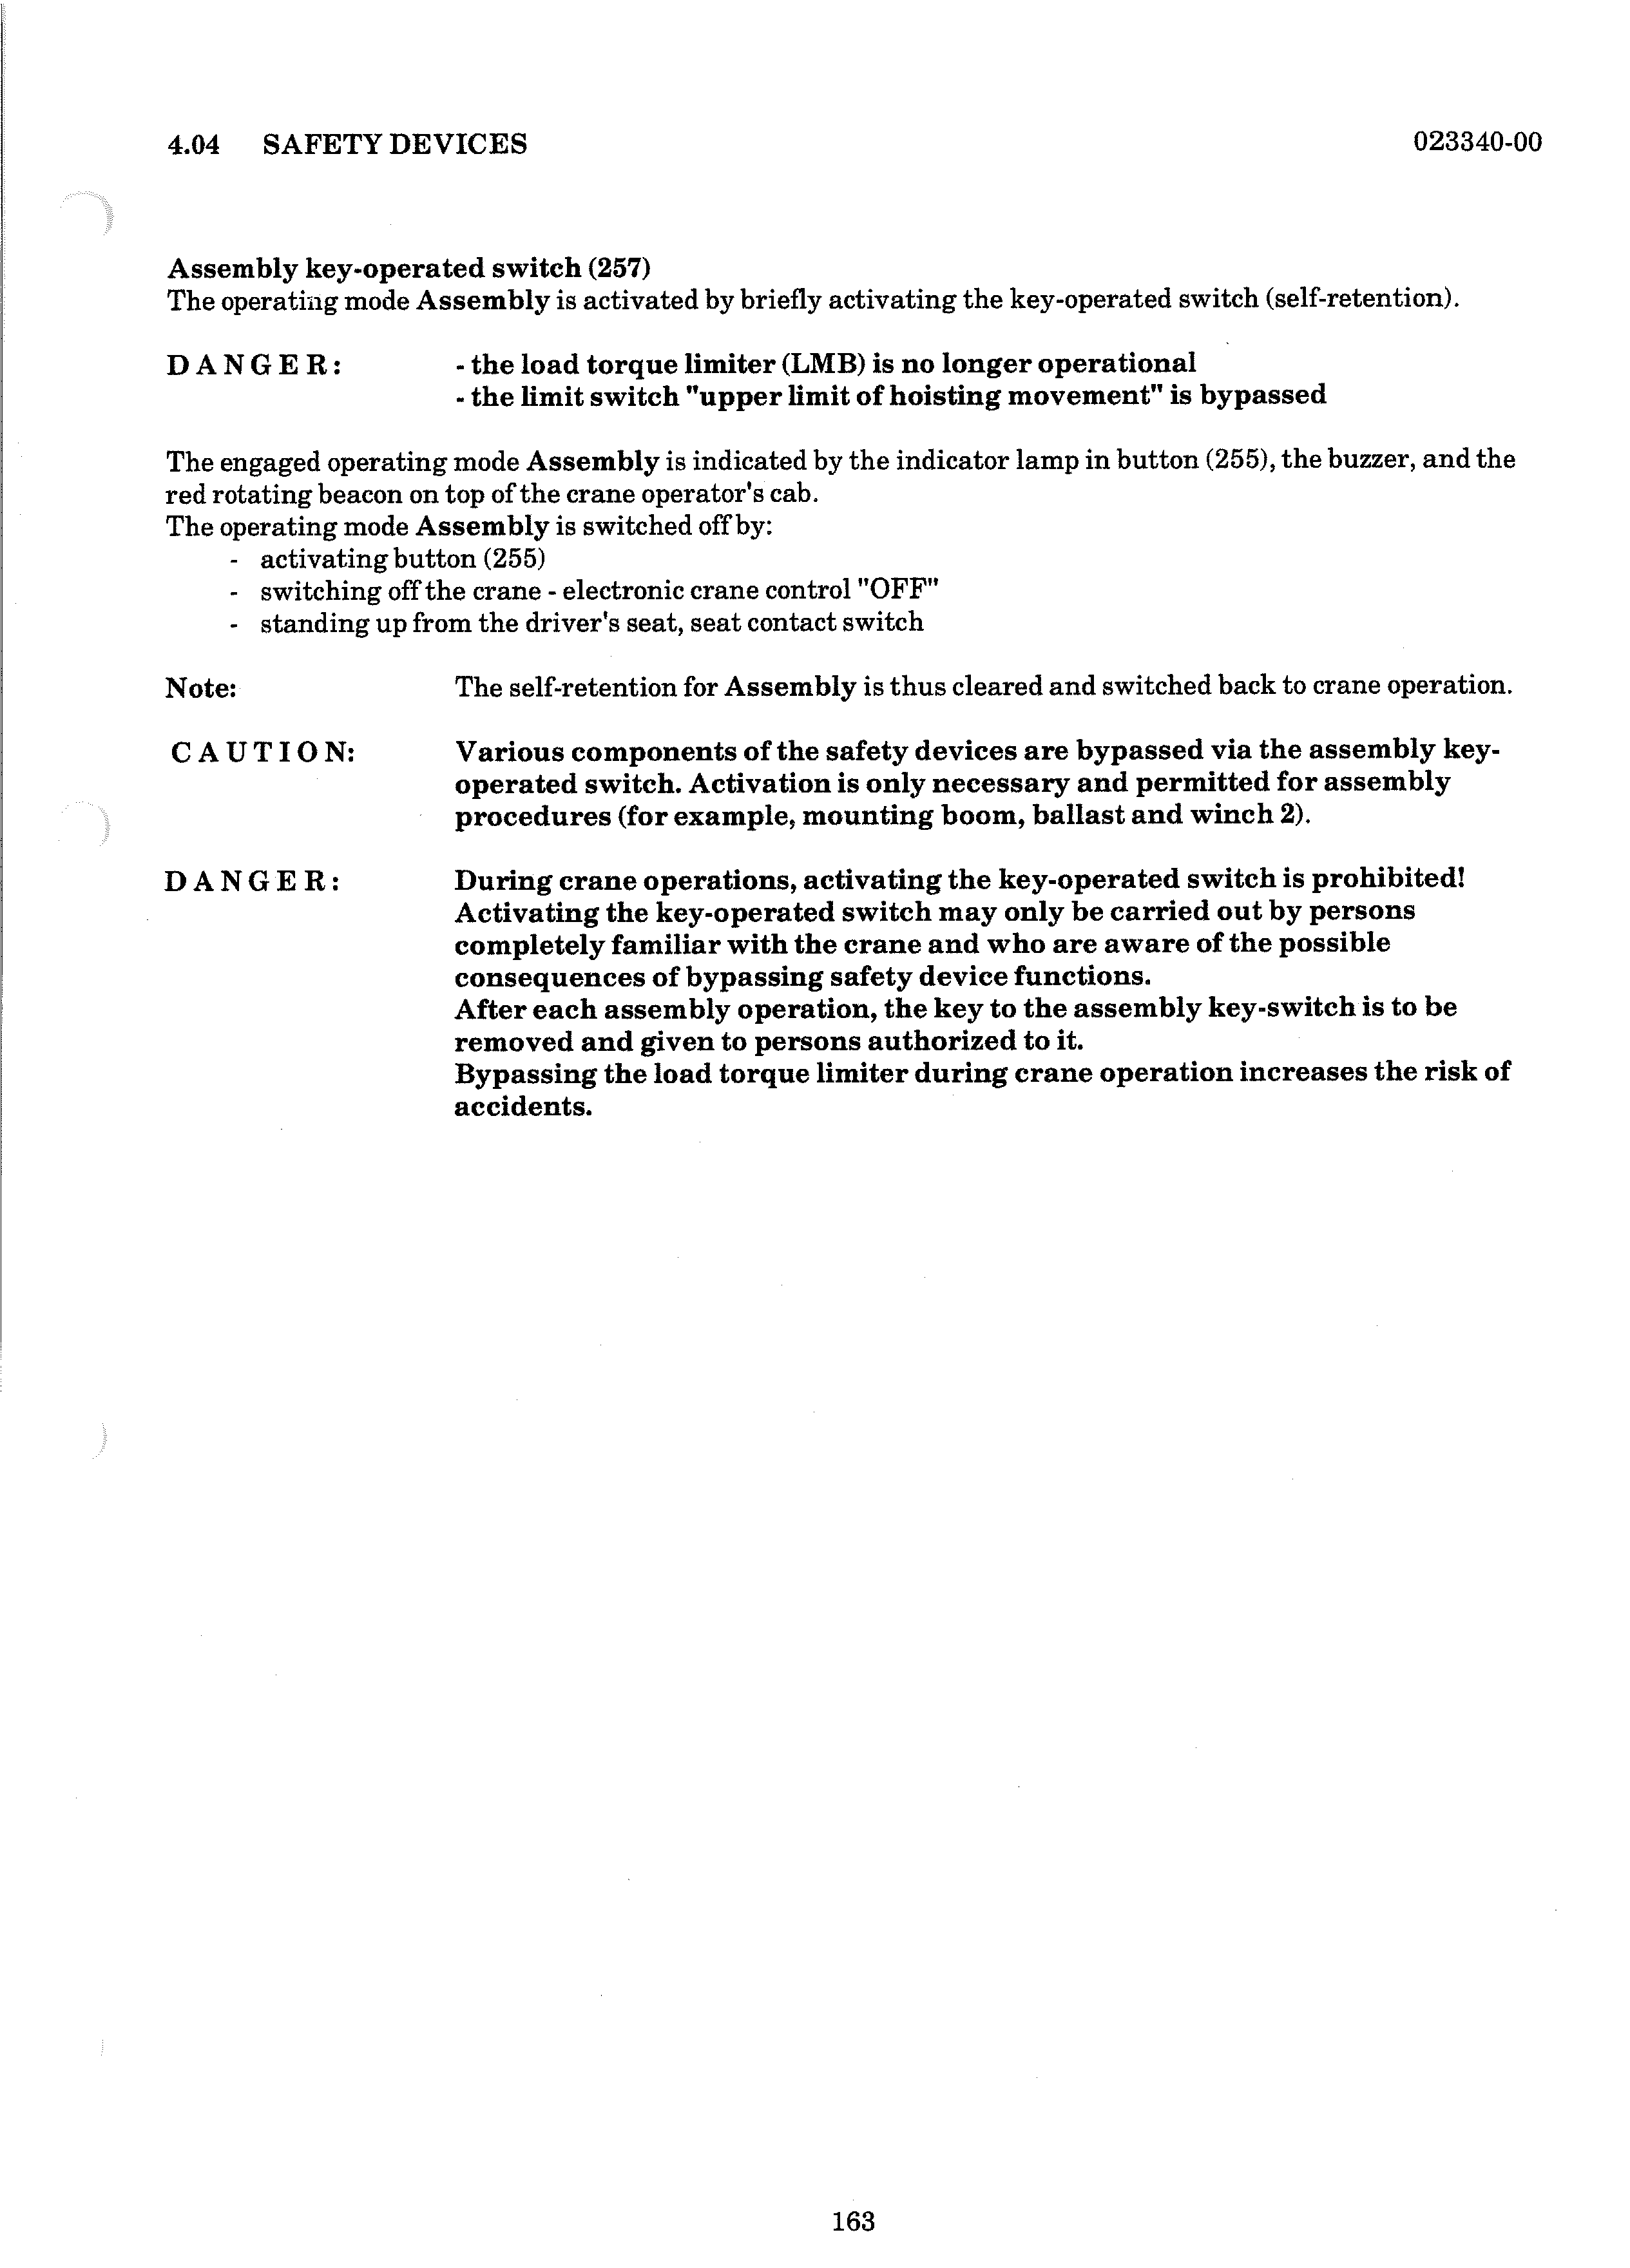 4.04 SAFETY DEVICES 023340-00
Assembly key-operated switch (257)
The operating mode Assembly is activated by briefly activating the key-operated switch (self-retention).
D A N G E R : - the load torque limiter (LMB) is no longer operational
- the limit switch "upper limit of hoisting movement" is bypassed
The engaged operating mode Assembly is indicated by the indicator lamp in button (255), the buzzer, and the
red rotating beacon on top of the crane operator's cab.
The operating mode Assembly is switched off by:
- activating button (255)
- switching off the crane - electronic crane control "OFF"
- standing up from the driver's seat, seat contact switch
Note: The self-retention for Assembly is thus cleared and switched back to crane operation.
C A U T I O N: Various components of the safety devices are bypassed via the assembly key-
operated switch. Activation is only necessary and permitted for assembly
procedures (for example, mounting boom, ballast and winch 2).
D A N G E R : During crane operations, activating the key-operated switch is prohibited!
Activating the key-operated switch may only be carried out by persons
completely familiar with the crane and who are aware of the possible
consequences of bypassing safety device functions.
After each assembly operation, the key to the assembly key-switch is to be
removed and given to persons authorized to it.
Bypassing the load torque limiter during crane operation increases the risk of
accidents.
163